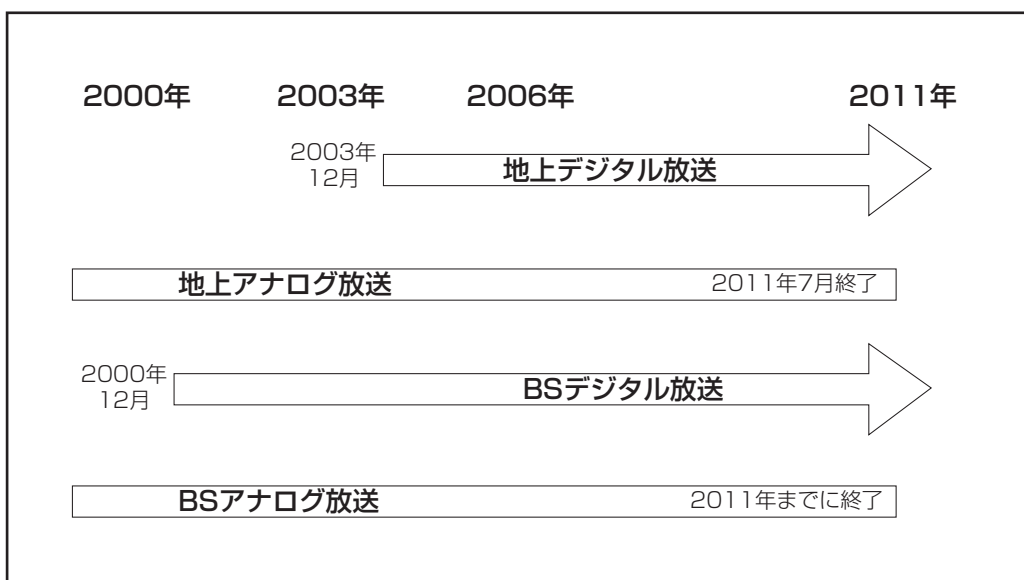 2000年 2003年 2006年 2011年
2003年
12月
地上デジタル放送
地上アナログ放送 2011年7月終了
2000年
12月
BSデジタル放送
BSアナログ放送 2011年までに終了